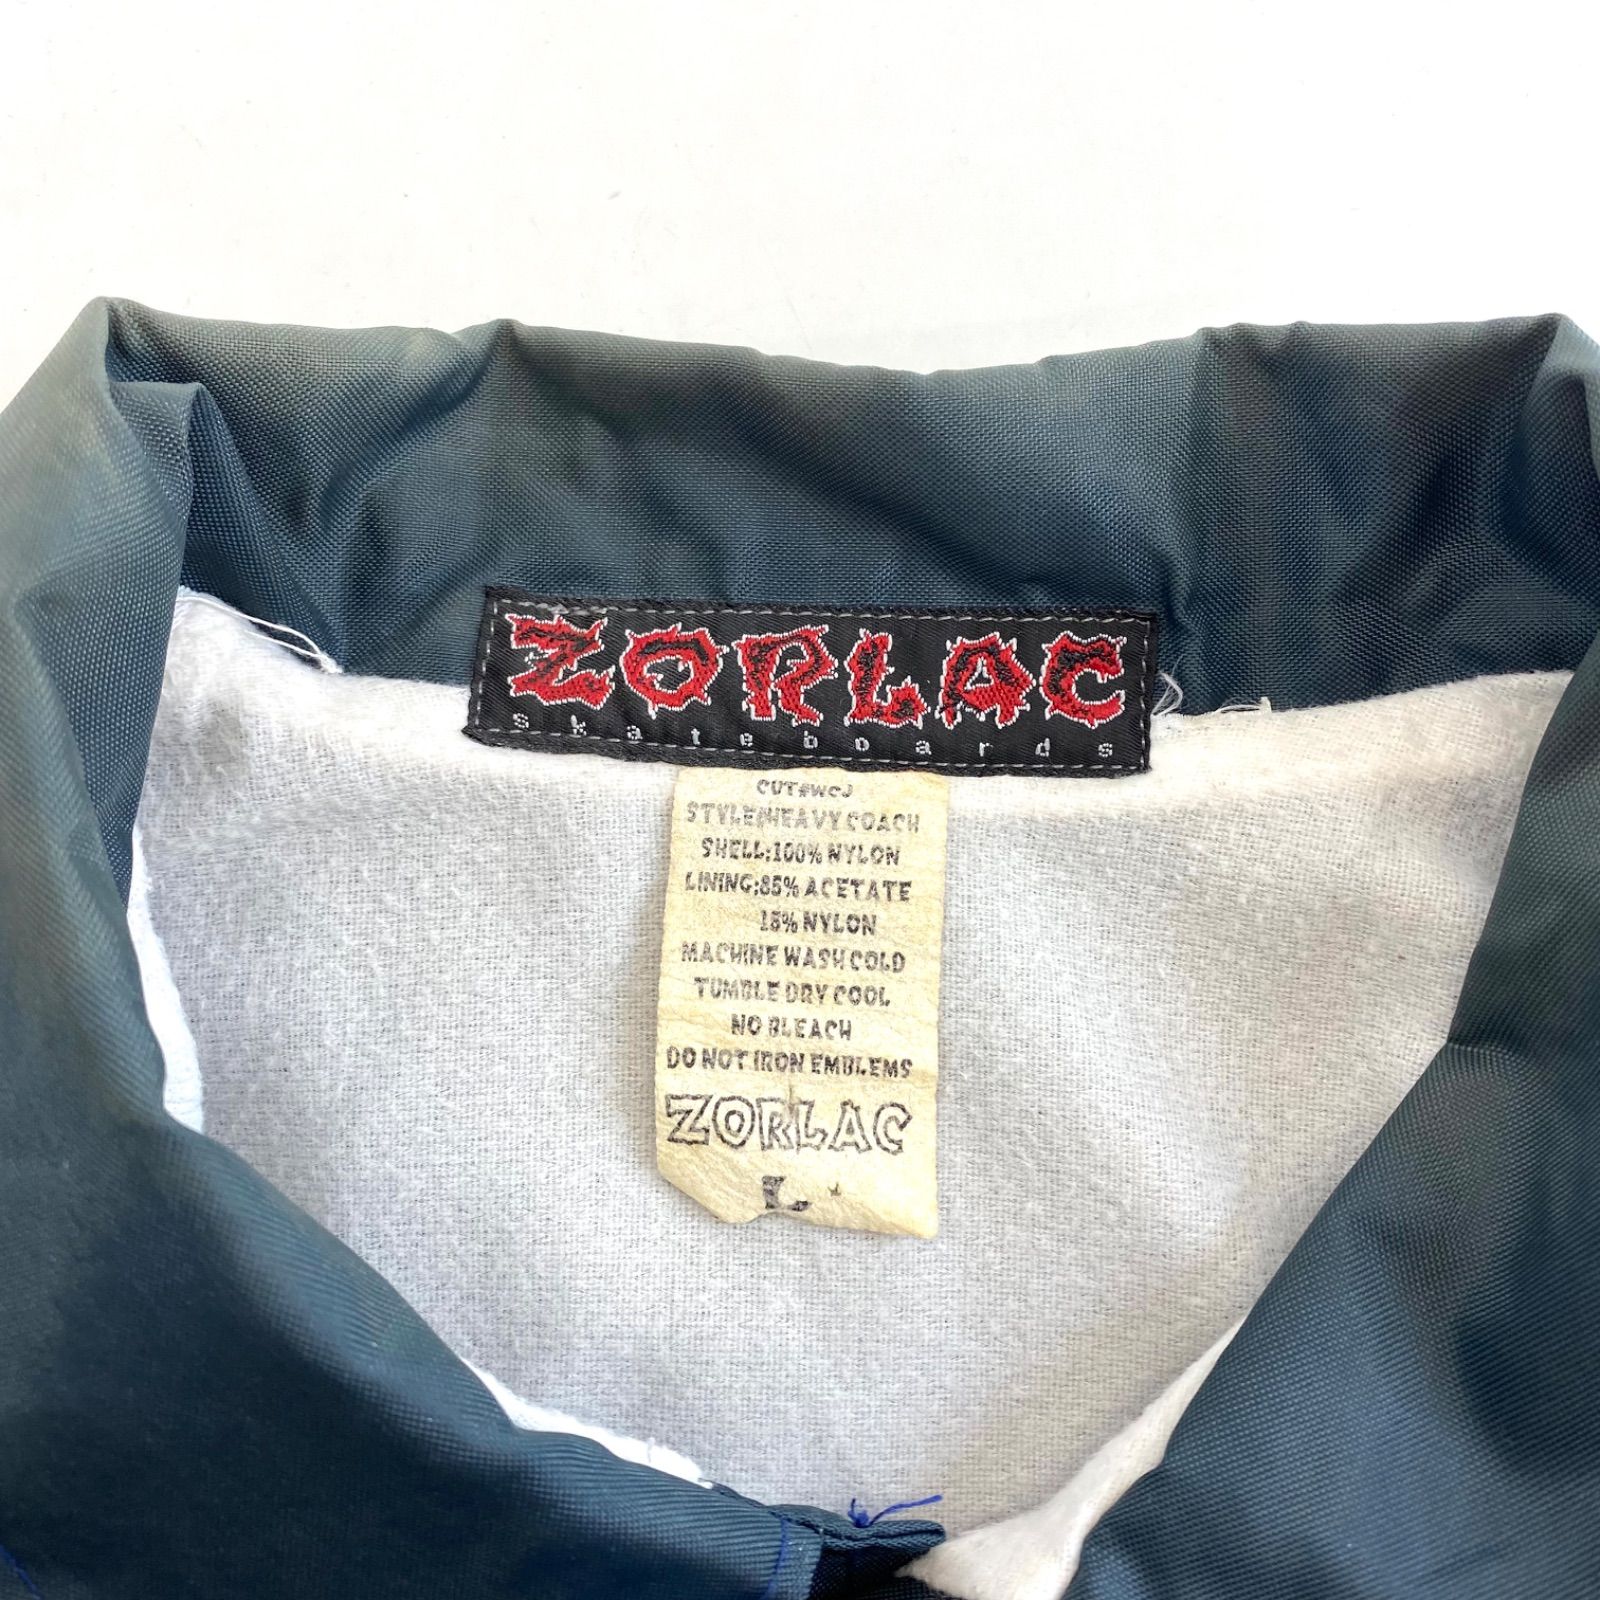 ZORLAC
skateboards
CUT#WCJ
STYLE:HEAVY COACH
SHELL:100% NYLON
LINING:85% ACETATE
15% NYLON
MACHINE WASH COLD
TUMBLE DRY COOL
NO BLEACH
DO NOT IRON EMBLEMS
ZORLAC
L